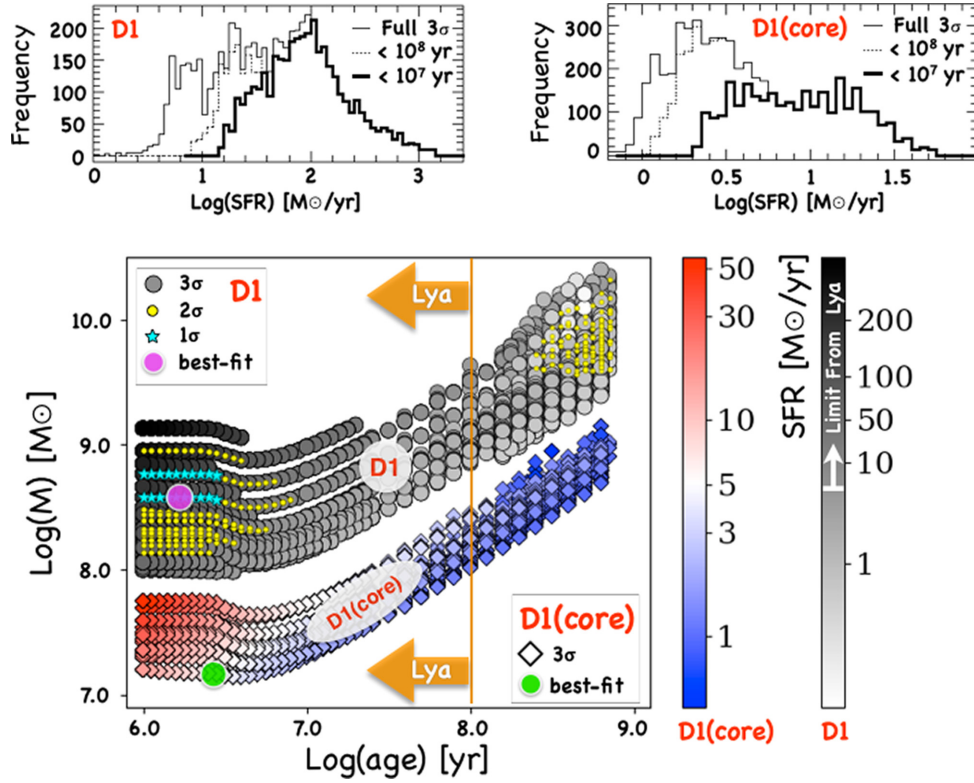 D1
Full 3σ
< 10⁸ yr
< 10⁷ yr
Frequency
200
150
100
50
0
0 1 2 3
Log(SFR) [M⊙/yr]
D1(core)
Full 3σ
< 10⁸ yr
< 10⁷ yr
Frequency
300
200
100
0
0 0.5 1 1.5
Log(SFR) [M⊙/yr]
3σ
2σ
1σ
best-fit
D1
Lya
D1
D1(core)
Lya
D1(core)
3σ
best-fit
Log(M) [M⊙]
10.0
9.0
8.0
7.0
6.0 7.0 8.0 9.0
Log(age) [yr]
50
30
10
5
3
1
D1(core)
SFR [M⊙/yr]
Limit From Lya
200
100
50
10
1
D1